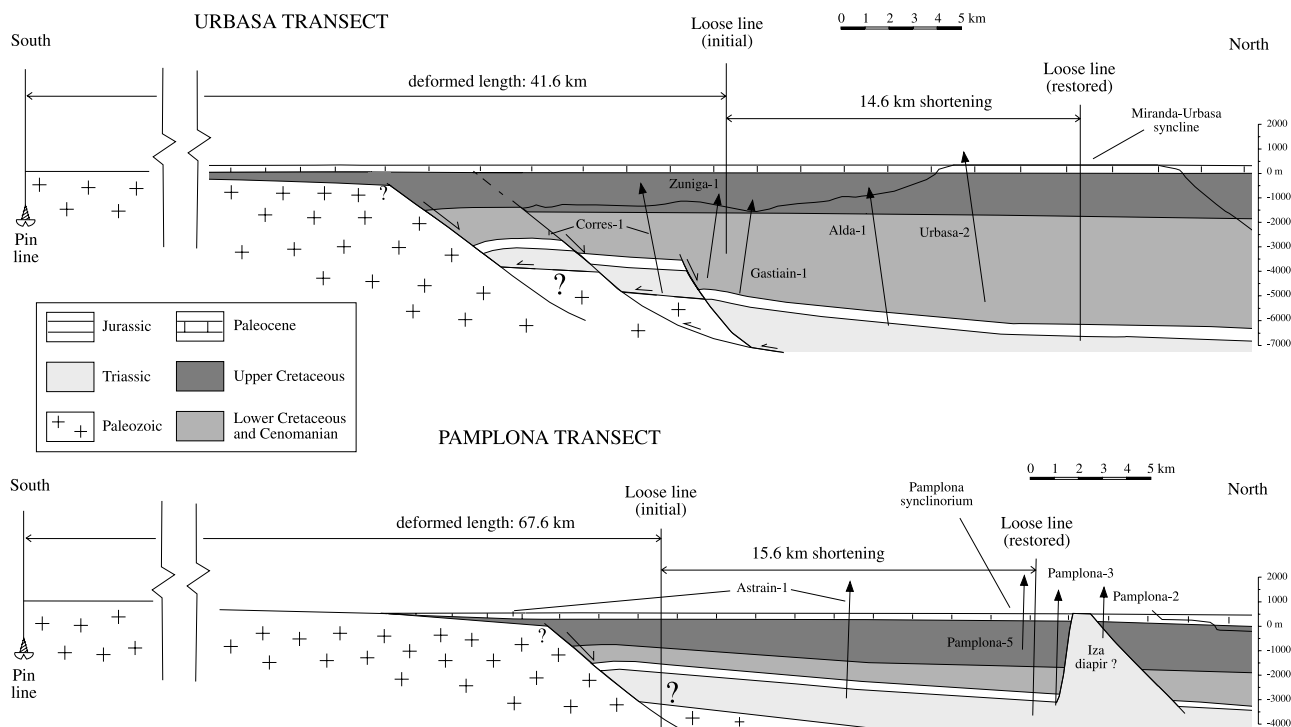 URBASA TRANSECT
Loose line
(initial)
0 1 2 3 4 5 km
South
North
deformed length: 41.6 km
Loose line
(restored)
14.6 km shortening
Miranda-Urbasa
syncline
2000
1000
0 m
-1000
-2000
-3000
-4000
-5000
-6000
-7000
?
Zuniga-1
Corres-1
Alda-1
Urbasa-2
Gastiain-1
?
Pin
line
Jurassic
Paleocene
Triassic
Upper Cretaceous
Paleozoic
Lower Cretaceous
and Cenomanian
PAMPLONA TRANSECT
0 1 2 3 4 5 km
South
North
Loose line
(initial)
Pamplona
synclinorium
deformed length: 67.6 km
Loose line
(restored)
15.6 km shortening
Pamplona-3
Astrain-1
Pamplona-2
2000
1000
0 m
-1000
-2000
-3000
-4000
?
Pamplona-5
Iza
diapir ?
?
Pin
line